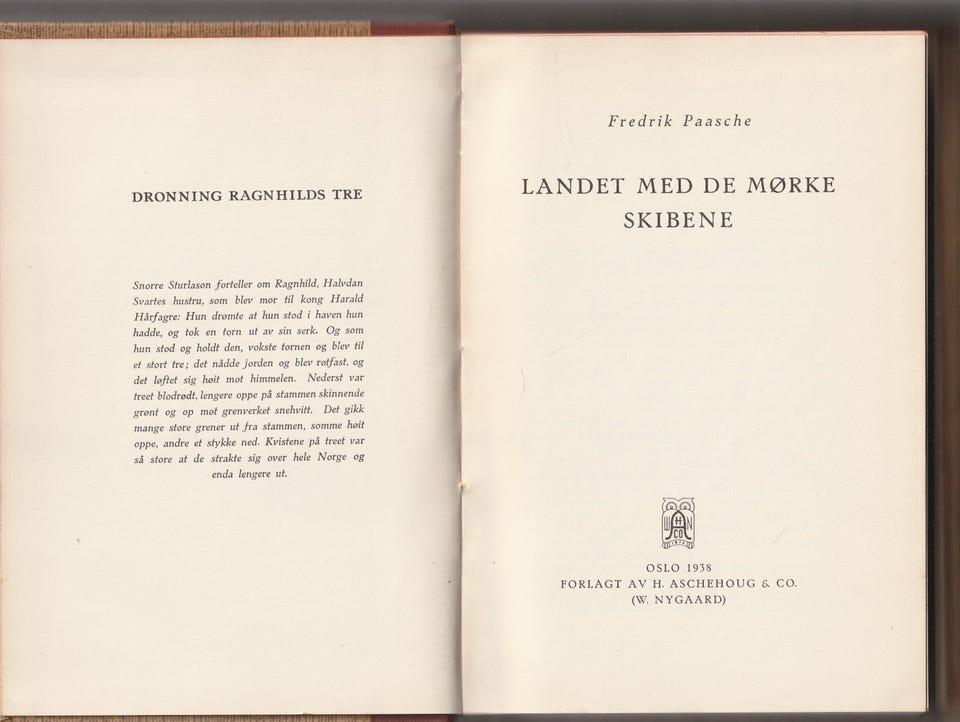 DRONNING RAGNHILDS TRE
Snorre Sturlason forteller om Ragnhild, Halvdan
Svartes hustru, som blev mor til kong Harald
Hårfagre: Hun drømte at hun stod i haven hun
hadde, og tok en torn ut av sin serk. Og som
hun stod og holdt den, vokste tornen og blev til
et stort tre; det nådde jorden og blev rotfast, og
det løftet sig høit mot himmelen. Nederst var
treet blodrødt, lengere oppe på stammen skinnende
grønt og op mot grenverket snehvitt. Det gikk
mange store grener ut fra stammen, somme høit
oppe, andre et stykke ned. Kvistene på treet var
så store at de strakte sig over hele Norge og
enda lengere ut.
Fredrik Paasche
LANDET MED DE MØRKE
SKIBENE
W H N
A
CO
OSLO 1938
FORLAGT AV H. ASCHEHOUG & CO.
(W. NYGAARD)